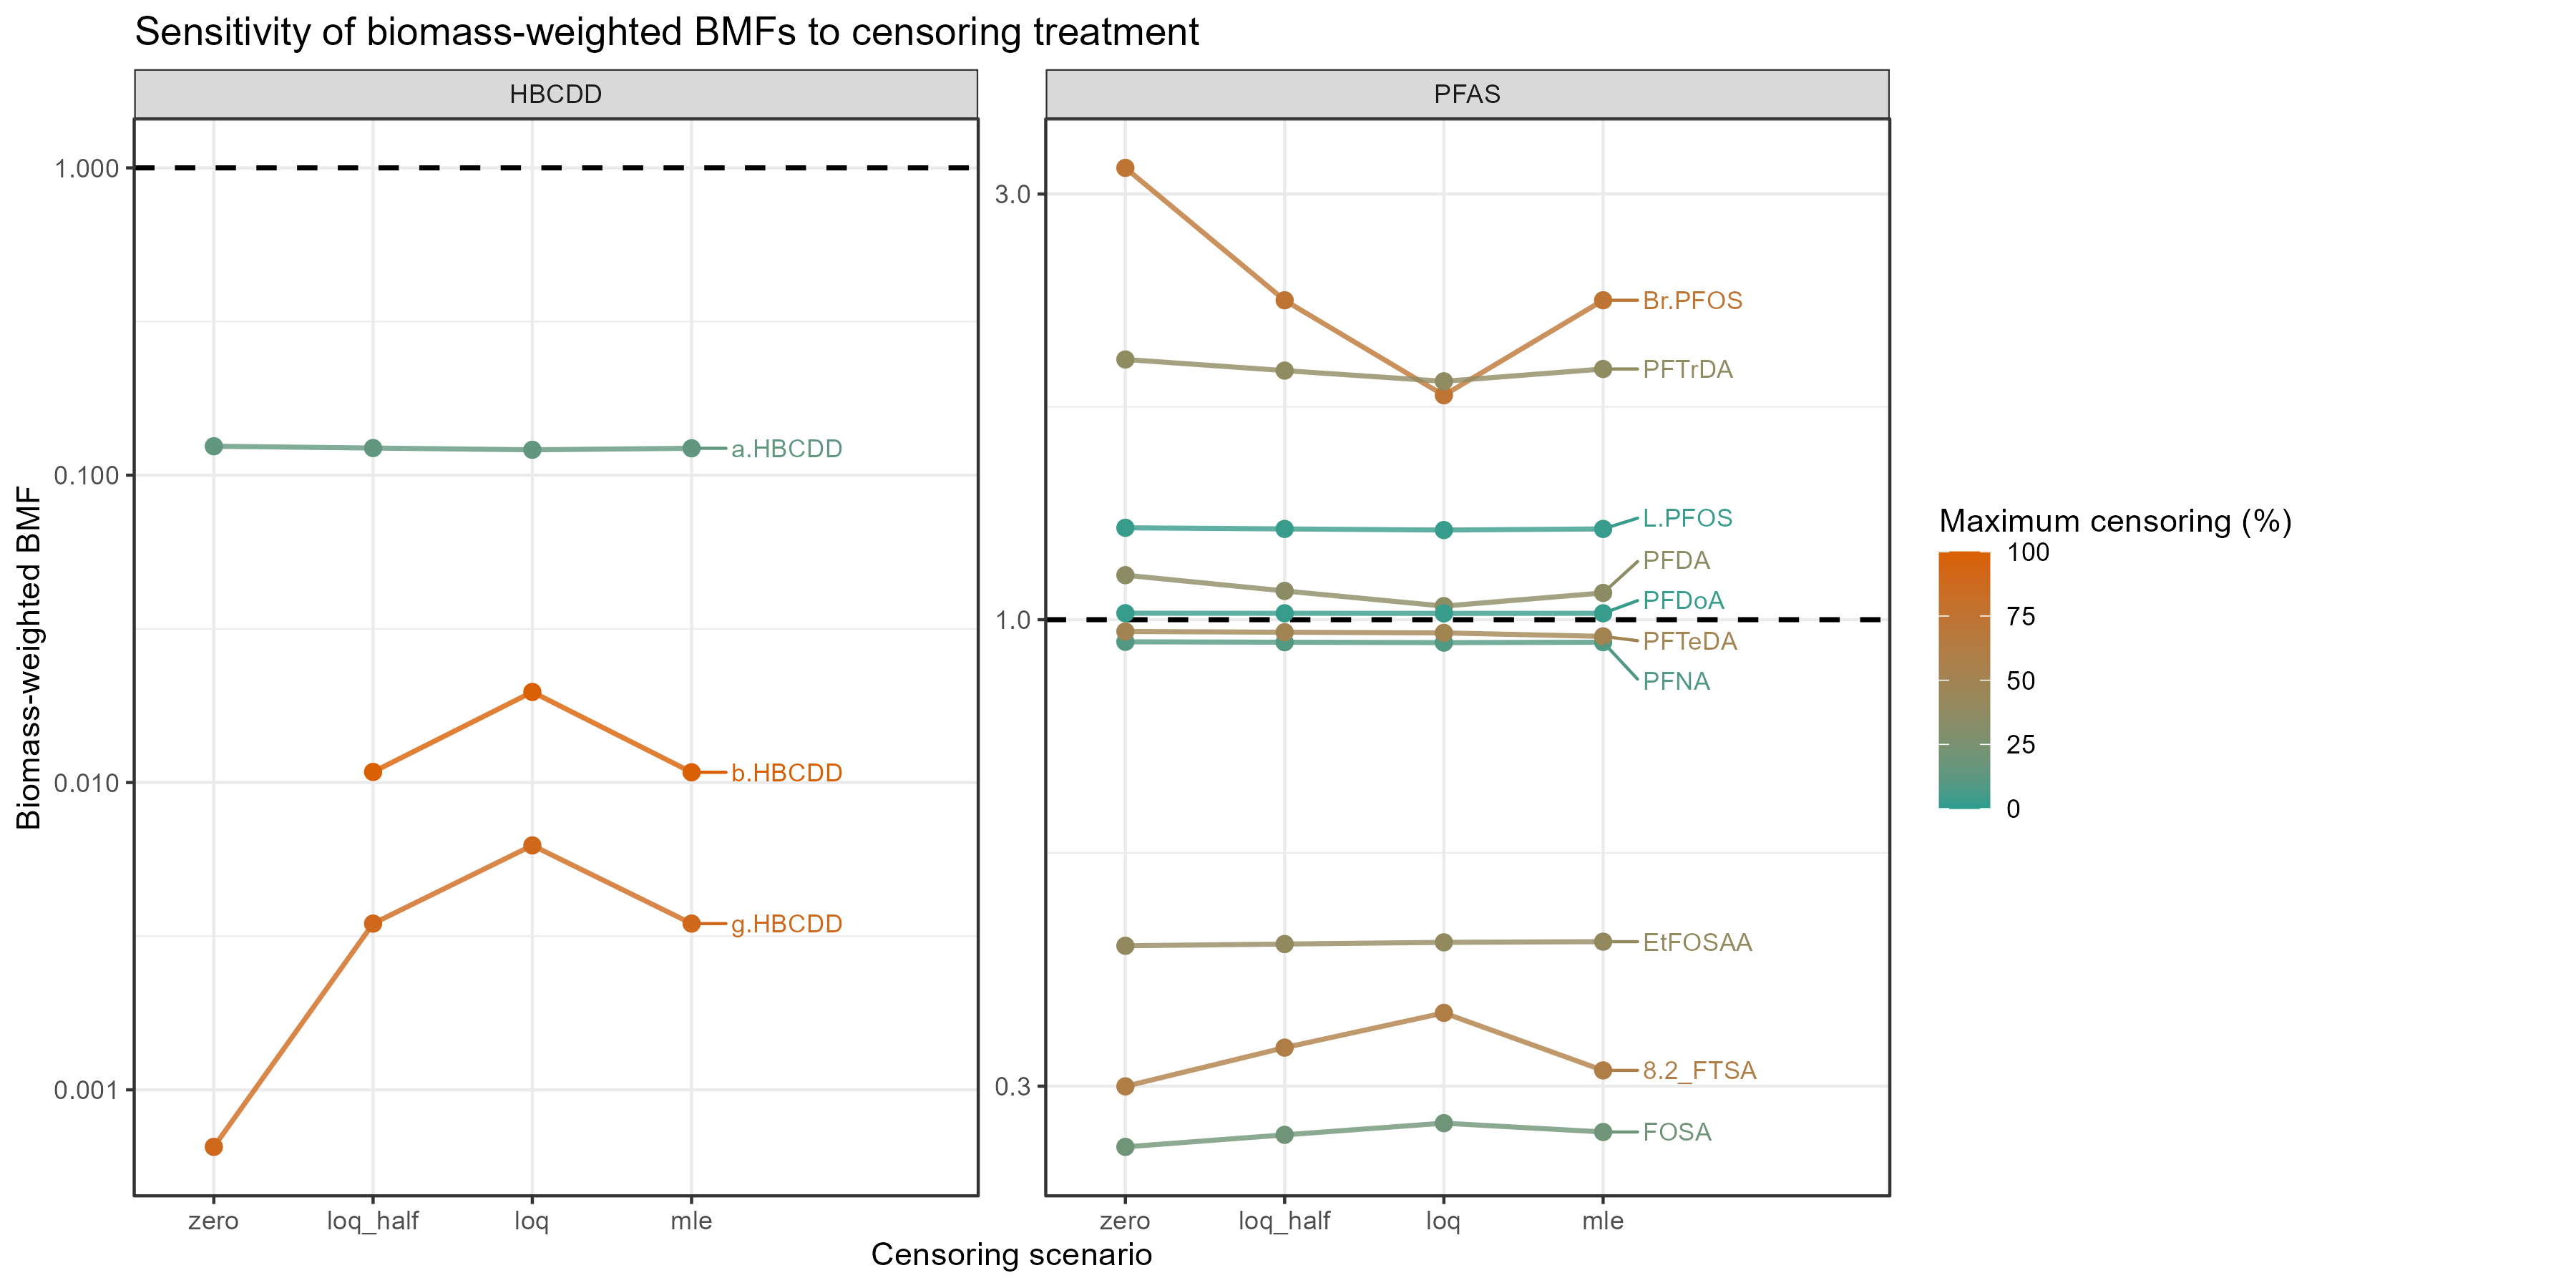 Sensitivity of biomass-weighted BMFs to censoring treatment
HBCDD
PFAS
Biomass-weighted BMF
1.000
0.100
0.010
0.001
a.HBCDD
b.HBCDD
g.HBCDD
zero
loq_half
loq
mle
3.0
1.0
0.3
Br.PFOS
PFTrDA
L.PFOS
PFDA
PFDoA
PFTeDA
PFNA
EtFOSAA
8.2_FTSA
FOSA
zero
loq_half
loq
mle
Censoring scenario
Maximum censoring (%)
100
75
50
25
0